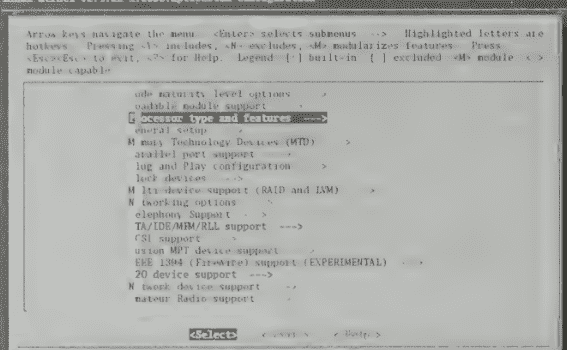 Arrow keys navigate the menu. <Enter> selects submenus --->. Highlighted letters are
hotkeys. Pressing <Y> includes, <N> excludes, <M> modularizes features. Press
<Esc><Esc> to exit, <?> for Help. Legend: [*] built-in [ ] excluded <M> module < >
module capable
ode maturity level options
oadable module support
rocessor type and features --->
eneral setup
M mory Technology Devices (MTD)
arallel port support
lug and Play configuration
lock devices
M lti-device support (RAID and LVM)
N tworking options
elephony Support
TA/IDE/MFM/RLL support --->
CSI support
usion MPT device support
EEE 1394 (FireWire) support (EXPERIMENTAL)
2O device support --->
N twork device support
mateur Radio support
<Select> < Exit > < Help >